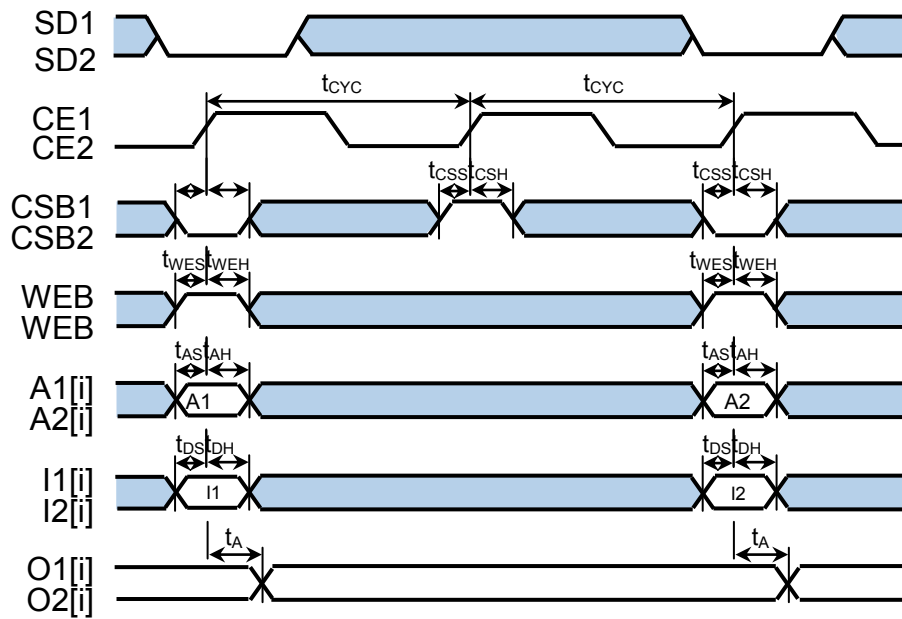 SD1
SD2
tCYC tCYC
CE1
CE2
tCSS tCSH tCSS tCSH
CSB1
CSB2
tWES tWEH tWES tWEH
WEB
WEB
tAS tAH tAS tAH
A1[i]
A2[i]
A1 A2
tDS tDH tDS tDH
I1[i]
I2[i]
I1 I2
tA tA
O1[i]
O2[i]